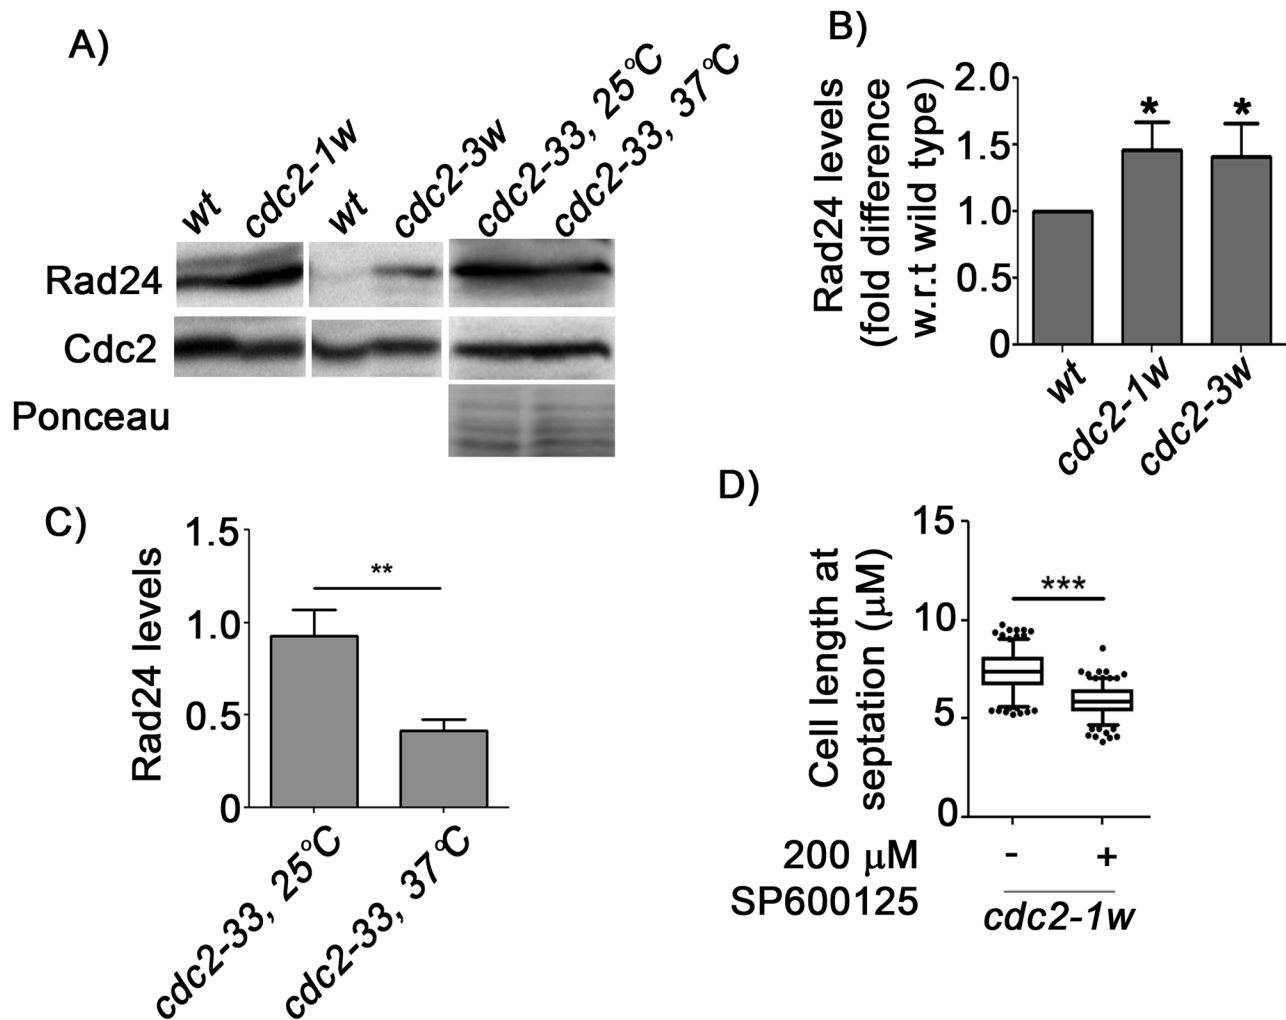 A)
wt
cdc2-1w
wt
cdc2-3w
cdc2-33, 25°C
cdc2-33, 37°C
Rad24
Cdc2
Ponceau
B)
Rad24 levels
(fold difference
w.r.t wild type)
2.0
1.5
1.0
0.5
0
*
*
wt
cdc2-1w
cdc2-3w
C)
Rad24 levels
1.5
1.0
0.5
0
**
cdc2-33, 25°C
cdc2-33, 37°C
D)
Cell length at
septation (μM)
15
10
5
0
***
200 μM - +
SP600125
cdc2-1w